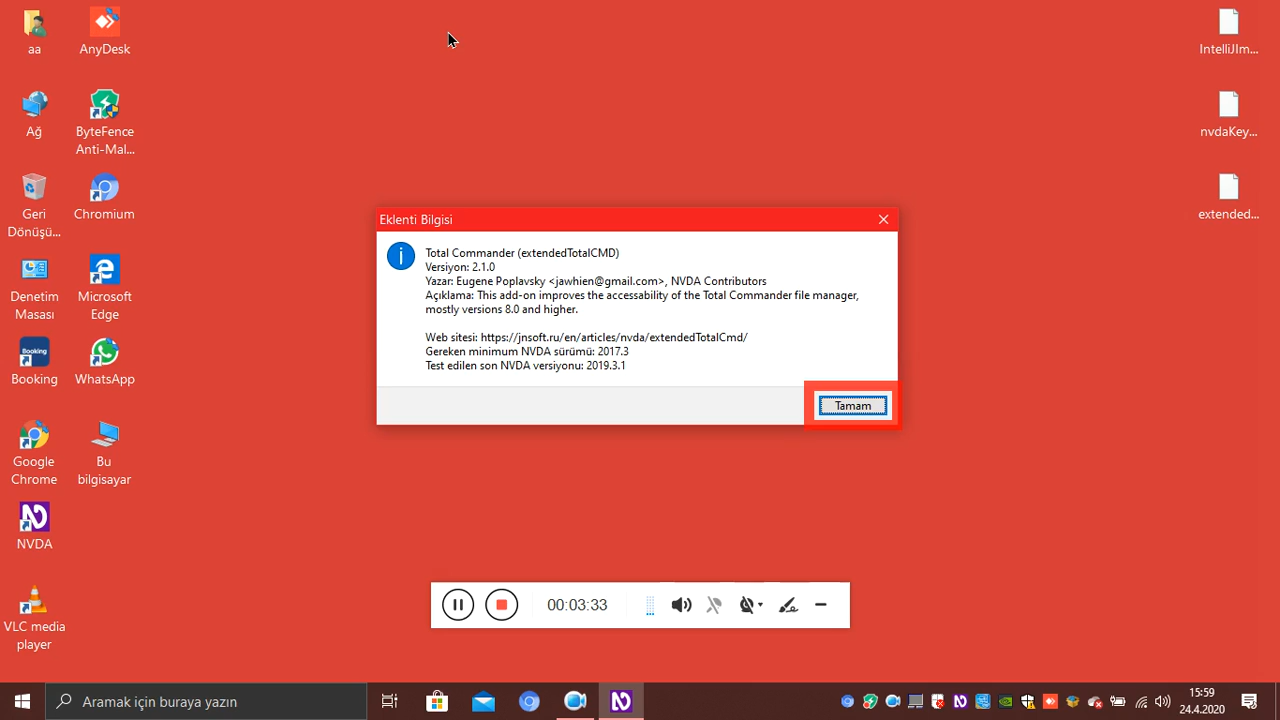 aa
AnyDesk
Ağ
ByteFence
Anti-Mal...
Geri
Dönüşü...
Chromium
Denetim
Masası
Microsoft
Edge
Booking
Booking
WhatsApp
Google
Chrome
Bu
bilgisayar
NVDA
VLC media
player
IntelliJIm...
nvdaKey...
extended...
Eklenti Bilgisi
Total Commander (extendedTotalCMD)
Versiyon: 2.1.0
Yazar: Eugene Poplavsky <jawhien@gmail.com>, NVDA Contributors
Açıklama: This add-on improves the accessability of the Total Commander file manager,
mostly versions 8.0 and higher.
Web sitesi: https://jnsoft.ru/en/articles/nvda/extendedTotalCmd/
Gereken minimum NVDA sürümü: 2017.3
Test edilen son NVDA versiyonu: 2019.3.1
Tamam
00:03:33
Aramak için buraya yazın
15:59
24.4.2020